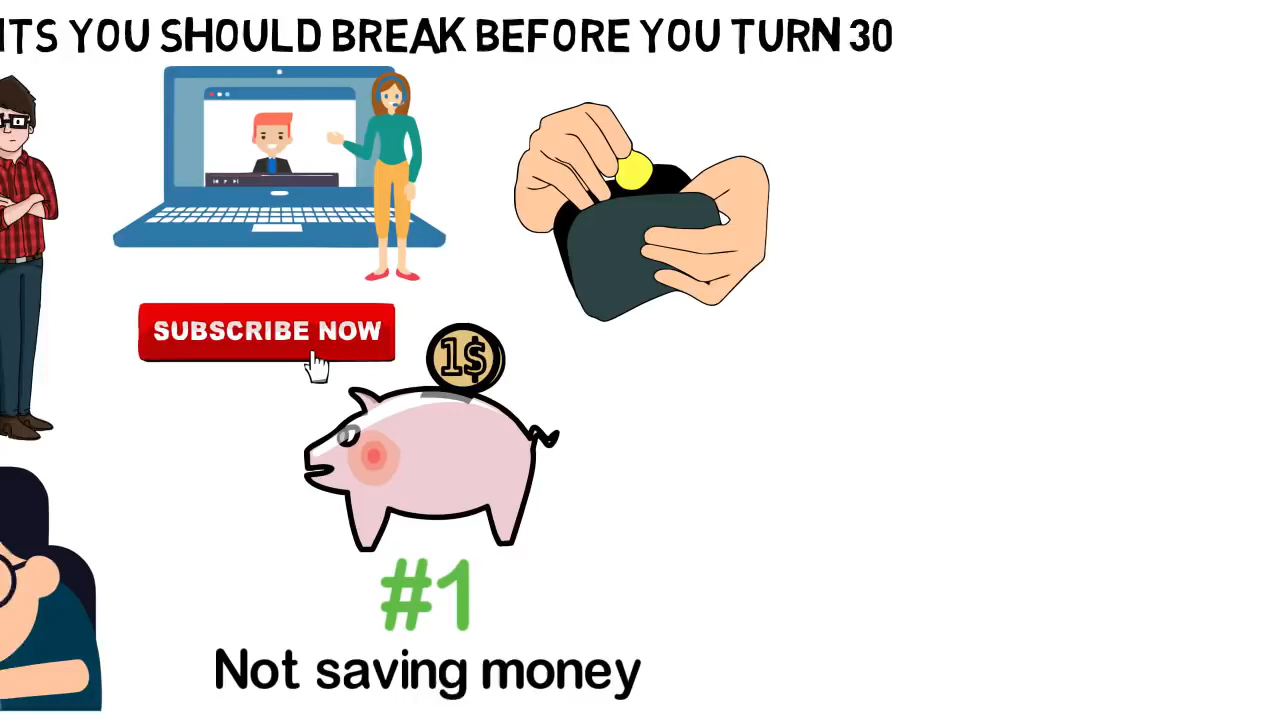 ITS YOU SHOULD BREAK BEFORE YOU TURN 30
SUBSCRIBE NOW
1$
#1
Not saving money